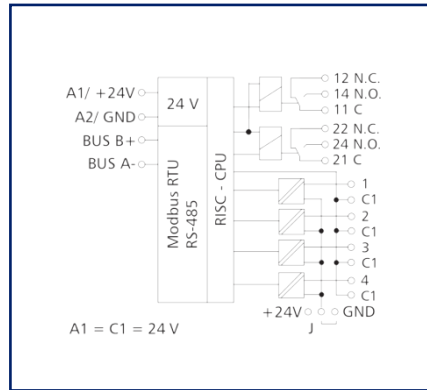 A1/ +24V
A2/ GND
BUS B+
BUS A-
24 V
Modbus RTU
RS-485
RISC - CPU
12 N.C.
14 N.O.
11 C
22 N.C.
24 N.O.
21 C
1
C1
2
C1
3
C1
4
C1
+24V
GND
J
A1 = C1 = 24 V